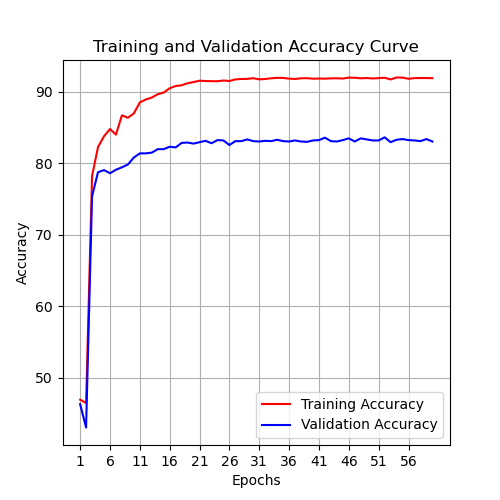 Training and Validation Accuracy Curve
Accuracy
90
80
70
60
50
Training Accuracy
Validation Accuracy
1 6 11 16 21 26 31 36 41 46 51 56
Epochs